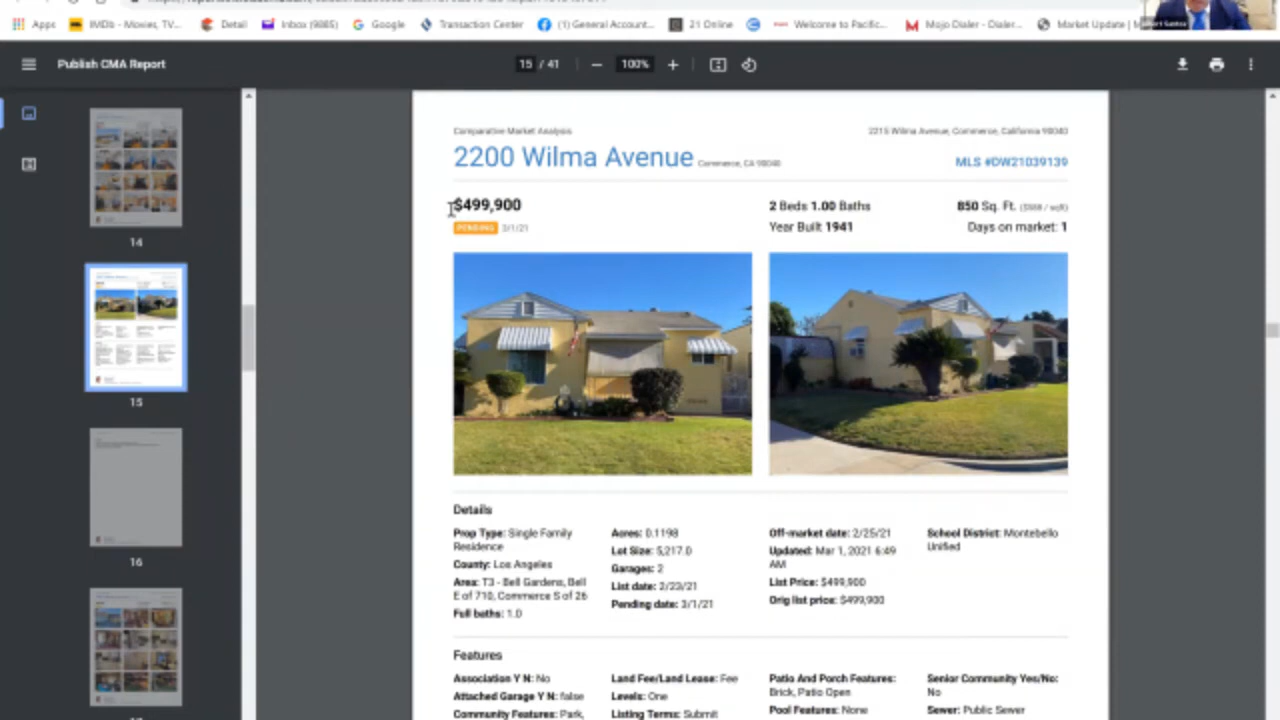 Apps IMDb - Movies, TV... Detail Inbox (9885) Google Transaction Center (1) General Account... 21 Online Welcome to Pacific... Mojo Dialer - Dialer... Market Update |
Publish CMA Report 15 / 41 100%
14
15
16
Comparative Market Analysis 2215 Wilma Avenue, Commerce, California 90040
2200 Wilma Avenue Commerce, CA 90040 MLS #DW21039139
$499,900 2 Beds 1.00 Baths 850 Sq. Ft. ($588 / sqft)
PENDING 3/1/21 Year Built 1941 Days on market: 1
Details
Prop Type: Single Family
Residence
County: Los Angeles
Area: T3 - Bell Gardens, Bell
E of 710, Commerce S of 26
Full baths: 1.0
Acres: 0.1198
Lot Size: 5,217.0
Garages: 2
List date: 2/23/21
Pending date: 3/1/21
Off-market date: 2/25/21
Updated: Mar 1, 2021 6:49
AM
List Price: $499,900
Orig list price: $499,900
School District: Montebello
Unified
Features
Association Y N: No
Attached Garage Y N: false
Community Features: Park,
Land Fee/Land Lease: Fee
Levels: One
Listing Terms: Submit
Patio And Porch Features:
Brick, Patio Open
Pool Features: None
Senior Community Yes/No:
No
Sewer: Public Sewer